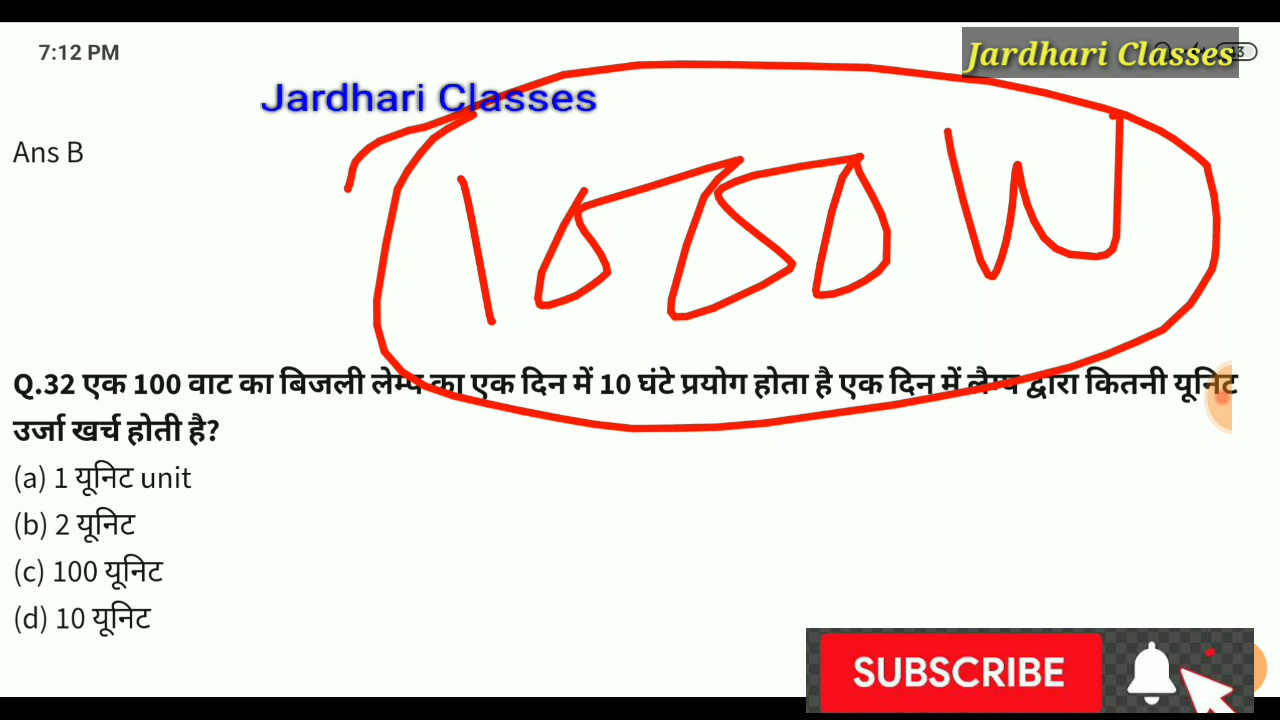 7:12 PM
Jardhari Classes
Jardhari Classes
Ans B
1000 W
Q.32 एक 100 वाट का बिजली लेम्प का एक दिन में 10 घंटे प्रयोग होता है एक दिन में लैम्प द्वारा कितनी यूनिट
उर्जा खर्च होती है?
(a) 1 यूनिट unit
(b) 2 यूनिट
(c) 100 यूनिट
(d) 10 यूनिट
SUBSCRIBE